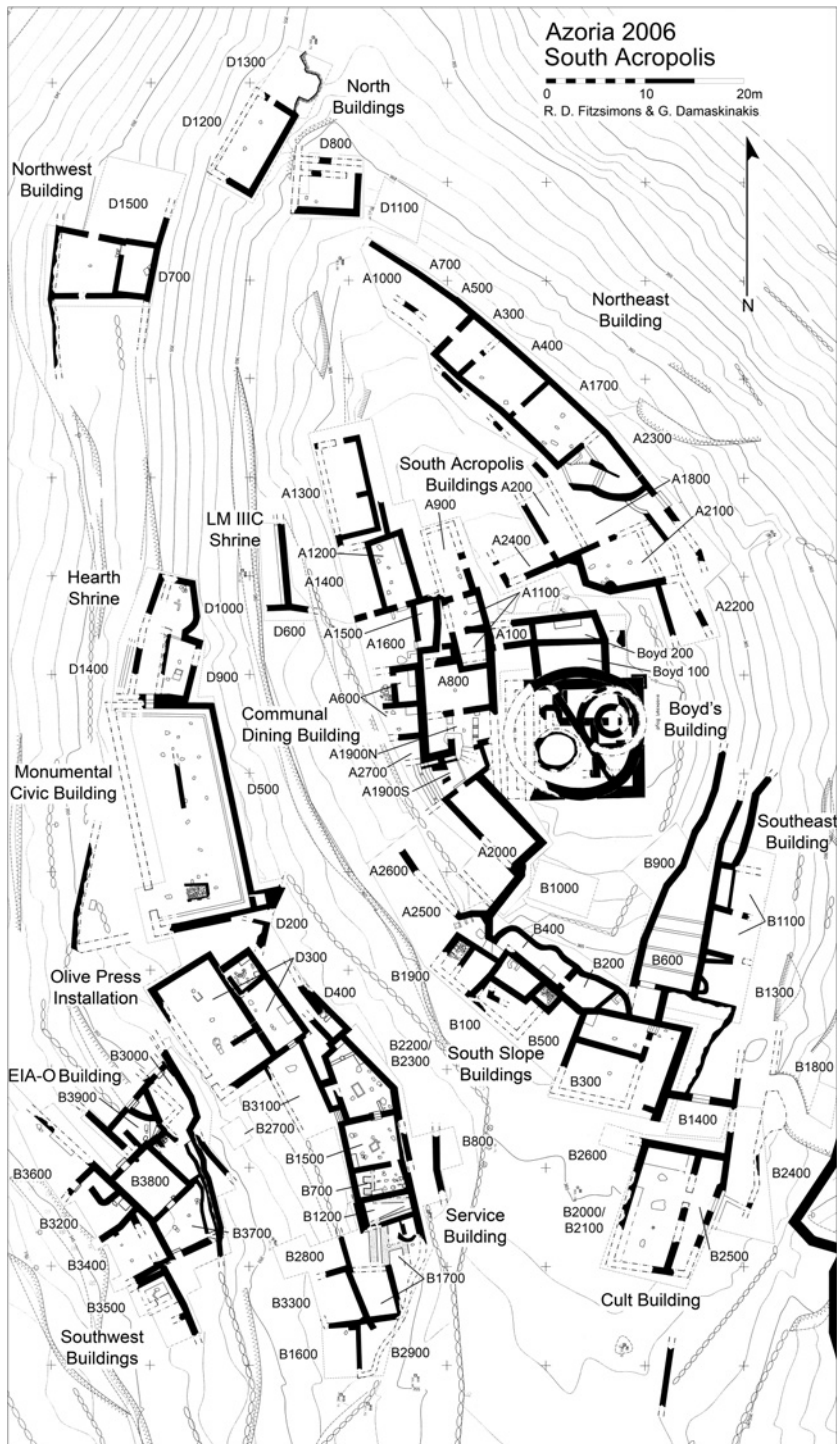 Azoria 2006
South Acropolis
0 10 20m
R. D. Fitzsimons & G. Damaskinakis
N
D1300
D1200
North
Buildings
D800
D1100
Northwest
Building
D1500
D700
A1000
A700
A500
A300
A400
Northeast
Building
A1700
A2300
A1800
A2100
A2200
South Acropolis
Buildings
A200
A900
A2400
A1300
LM IIIC
Shrine
A1200
A1400
A1500
A1600
A1100
A100
Boyd 200
Boyd 100
Boyd's
Building
Hearth
Shrine
D1000
D600
D1400
D900
A600
A800
Communal
Dining Building
A1900N
A2700
A1900S
Monumental
Civic Building
D500
A2000
A2600
A2500
Southeast
Building
B900
B1000
B1100
B600
B400
B200
B1300
D200
Olive Press
Installation
D300
D400
B1900
B100
B500
South Slope
Buildings
B300
B1800
B1400
B2200/
B2300
B3000
EIA-O Building
B3900
B3100
B2700
B1500
B800
B2600
B2400
B3600
B3800
B700
B3200
B1200
B3700
Service
Building
B2000/
B2100
B2500
B3400
B2800
B1700
B3500
B3300
Cult Building
Southwest
Buildings
B1600
B2900